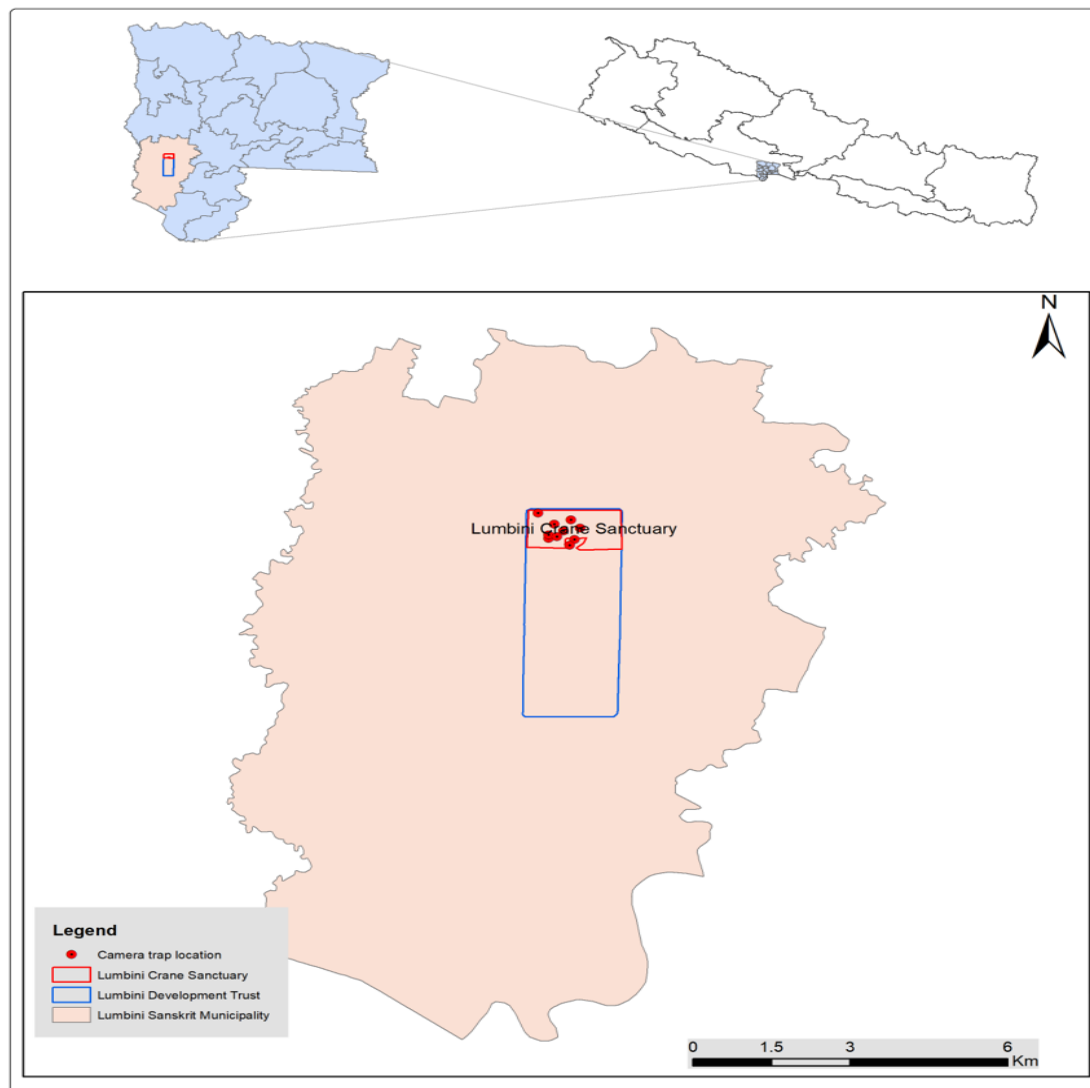 N
Lumbini Crane Sanctuary
Legend
Camera trap location
Lumbini Crane Sanctuary
Lumbini Development Trust
Lumbini Sanskrit Municipality
0 1.5 3 6
Km